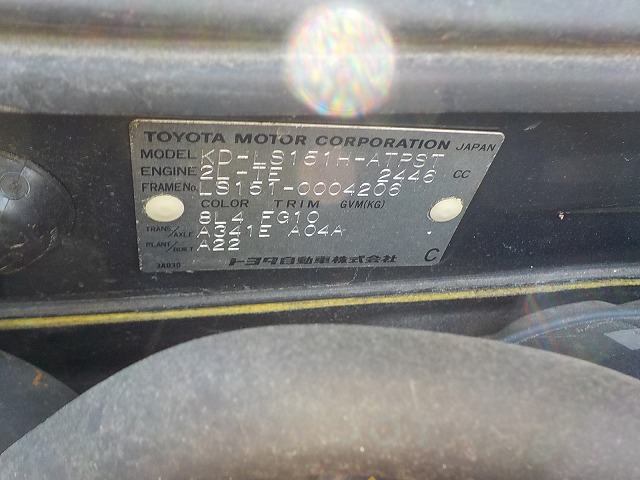 TOYOTA MOTOR CORPORATION JAPAN
MODEL KD-LS151H-ATPST
ENGINE 2L-TE 2446 CC
FRAME No. LS151-0004206
COLOR TRIM GVM(KG)
8L4 FG10
TRANS/AXLE A341E A04A
PLANT/BUILT A22
トヨタ自動車株式会社 C
3A030